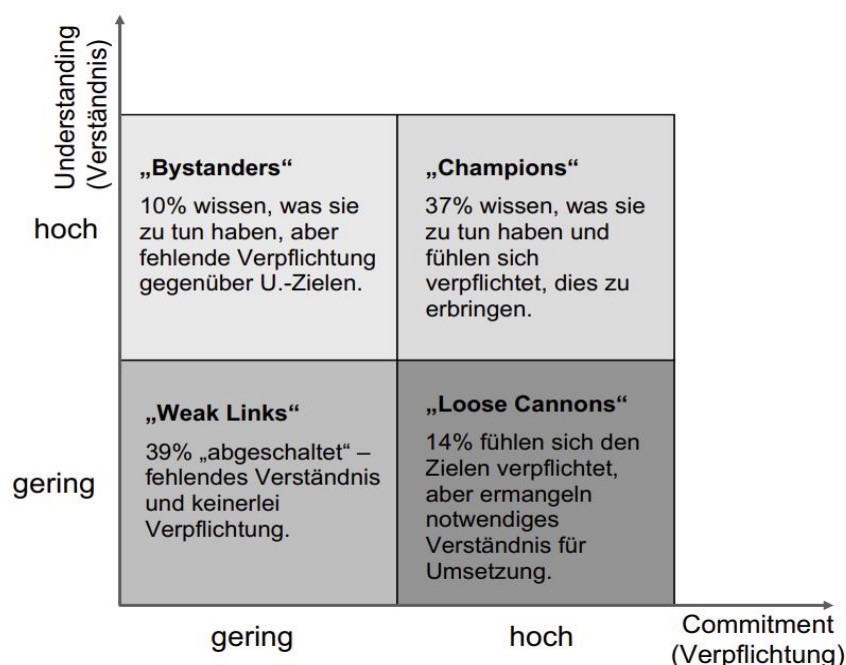 Understanding
(Verständnis)
hoch
„Bystanders“
10% wissen, was sie
zu tun haben, aber
fehlende Verpflichtung
gegenüber U.-Zielen.
„Champions“
37% wissen, was sie
zu tun haben und
fühlen sich
verpflichtet, dies zu
erbringen.
gering
„Weak Links“
39% „abgeschaltet“ –
fehlendes Verständnis
und keinerlei
Verpflichtung.
„Loose Cannons“
14% fühlen sich den
Zielen verpflichtet,
aber ermangeln
notwendiges
Verständnis für
Umsetzung.
gering
hoch
Commitment
(Verpflichtung)